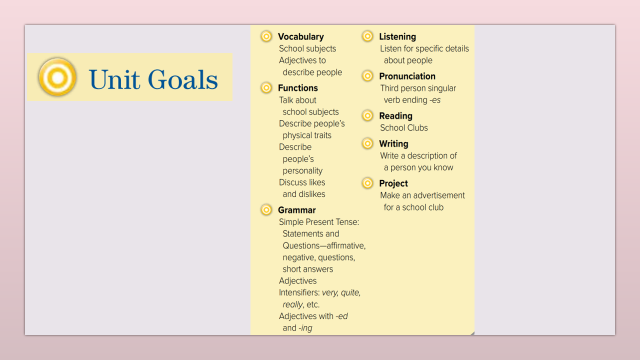 Unit Goals
Vocabulary
School subjects
Adjectives to
describe people
Functions
Talk about
school subjects
Describe people's
physical traits
Describe
people's
personality
Discuss likes
and dislikes
Grammar
Simple Present Tense:
Statements and
Questions—affirmative,
negative, questions,
short answers
Adjectives
Intensifiers: very, quite,
really, etc.
Adjectives with -ed
and -ing
Listening
Listen for specific details
about people
Pronunciation
Third person singular
verb ending -es
Reading
School Clubs
Writing
Write a description of
a person you know
Project
Make an advertisement
for a school club